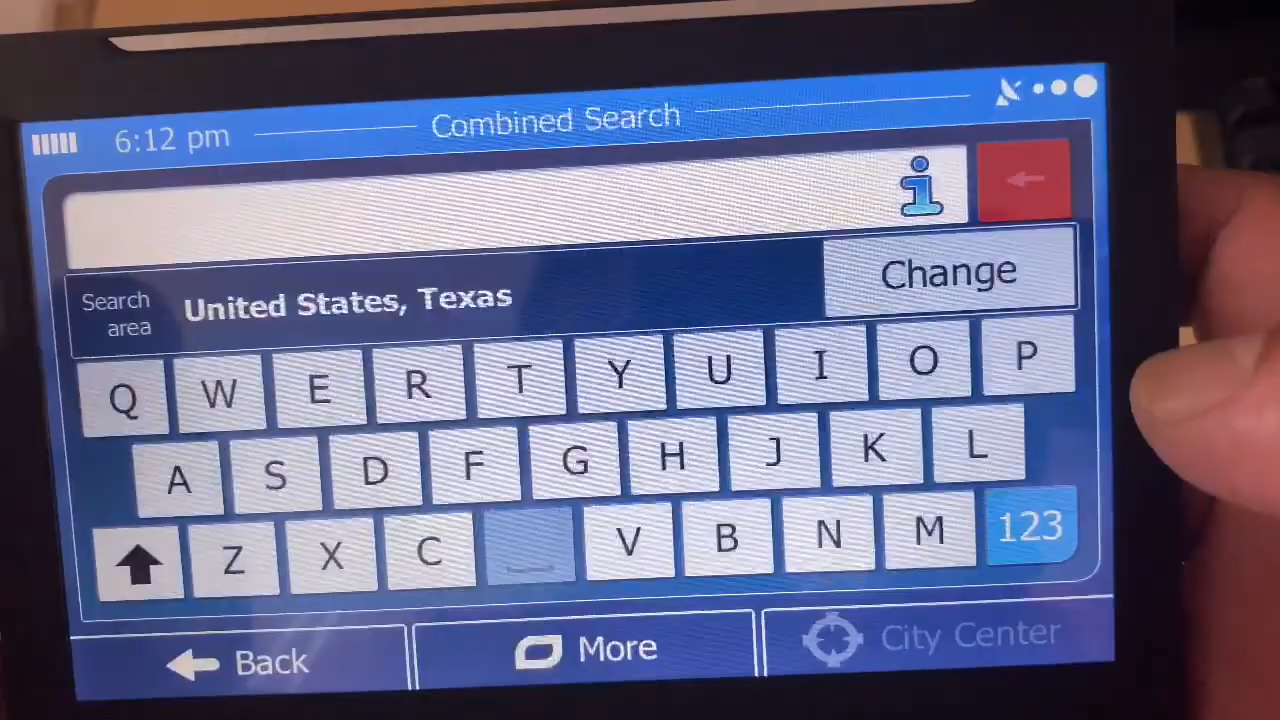 6:12 pm Combined Search
i
Search area United States, Texas Change
Q W E R T Y U I O P
A S D F G H J K L
Z X C V B N M 123
Back More City Center